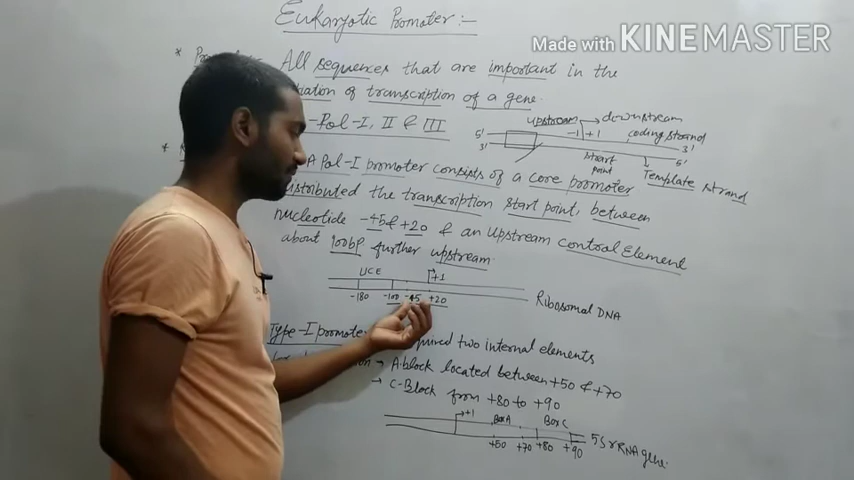 Eukaryotic Promoter:-
Made with KINEMASTER
* All sequences that are important in the
of transcription of a gene.
-Pol-I, II & III
upstream downstream
-1 +1 coding strand
5' 3'
3' 5'
start point
Template strand
* Pol-I promoter consists of a core promoter
distributed the transcription start point, between
nucleotide -45 & +20 & an Upstream Control Element
about 100bp further upstream.
UCE +1
-180 -100 -45 +20 Ribosomal DNA
Type-I promoter two internal elements
→ A block located between +50 & +70
→ C-Block from +80 to +90
+1 Box A Box C
+50 +70 +80 +90 5S rRNA gene.